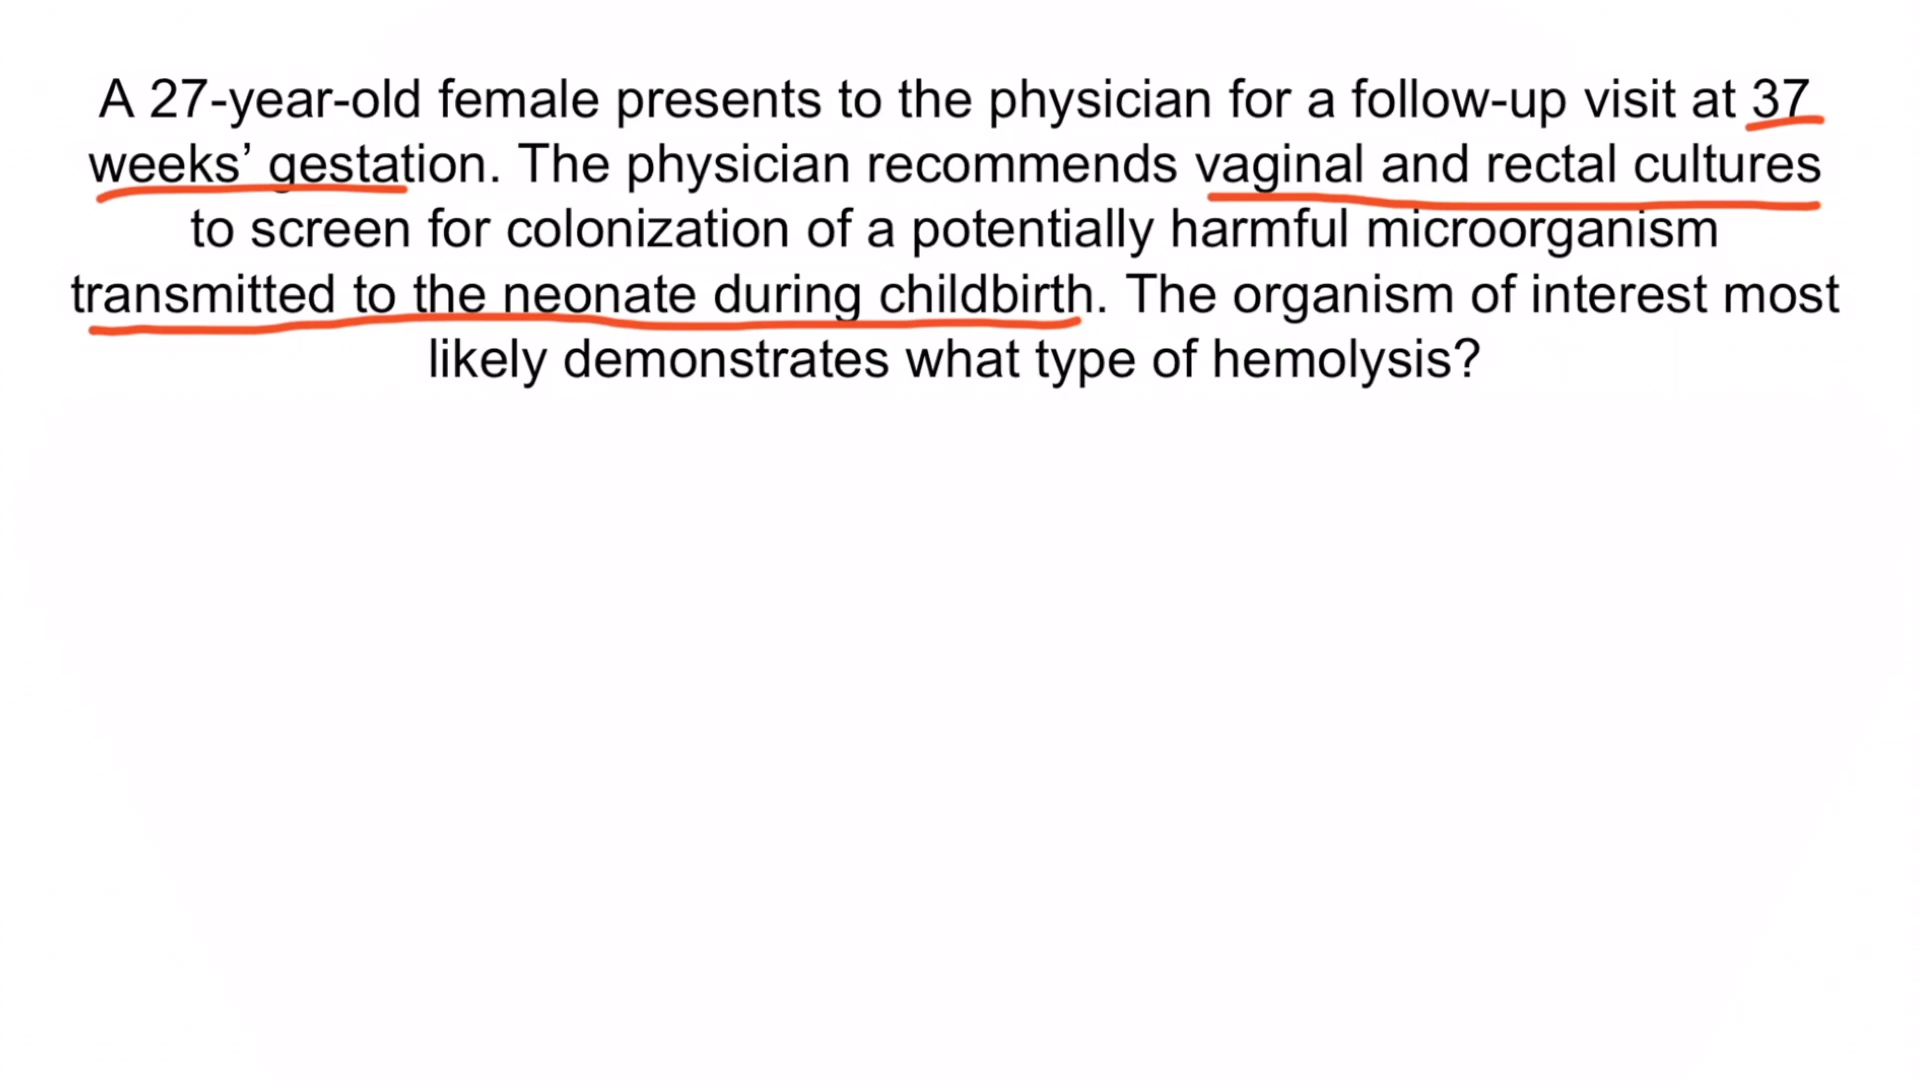 A 27-year-old female presents to the physician for a follow-up visit at 37
weeks’ gestation. The physician recommends vaginal and rectal cultures
to screen for colonization of a potentially harmful microorganism
transmitted to the neonate during childbirth. The organism of interest most
likely demonstrates what type of hemolysis?